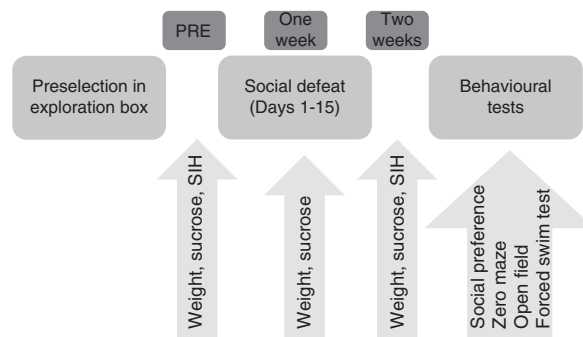 PRE
One
week
Two
weeks
Preselection in
exploration box
Social defeat
(Days 1-15)
Behavioural
tests
Weight, sucrose, SIH
Weight, sucrose
Weight, sucrose, SIH
Social preference
Zero maze
Open field
Forced swim test